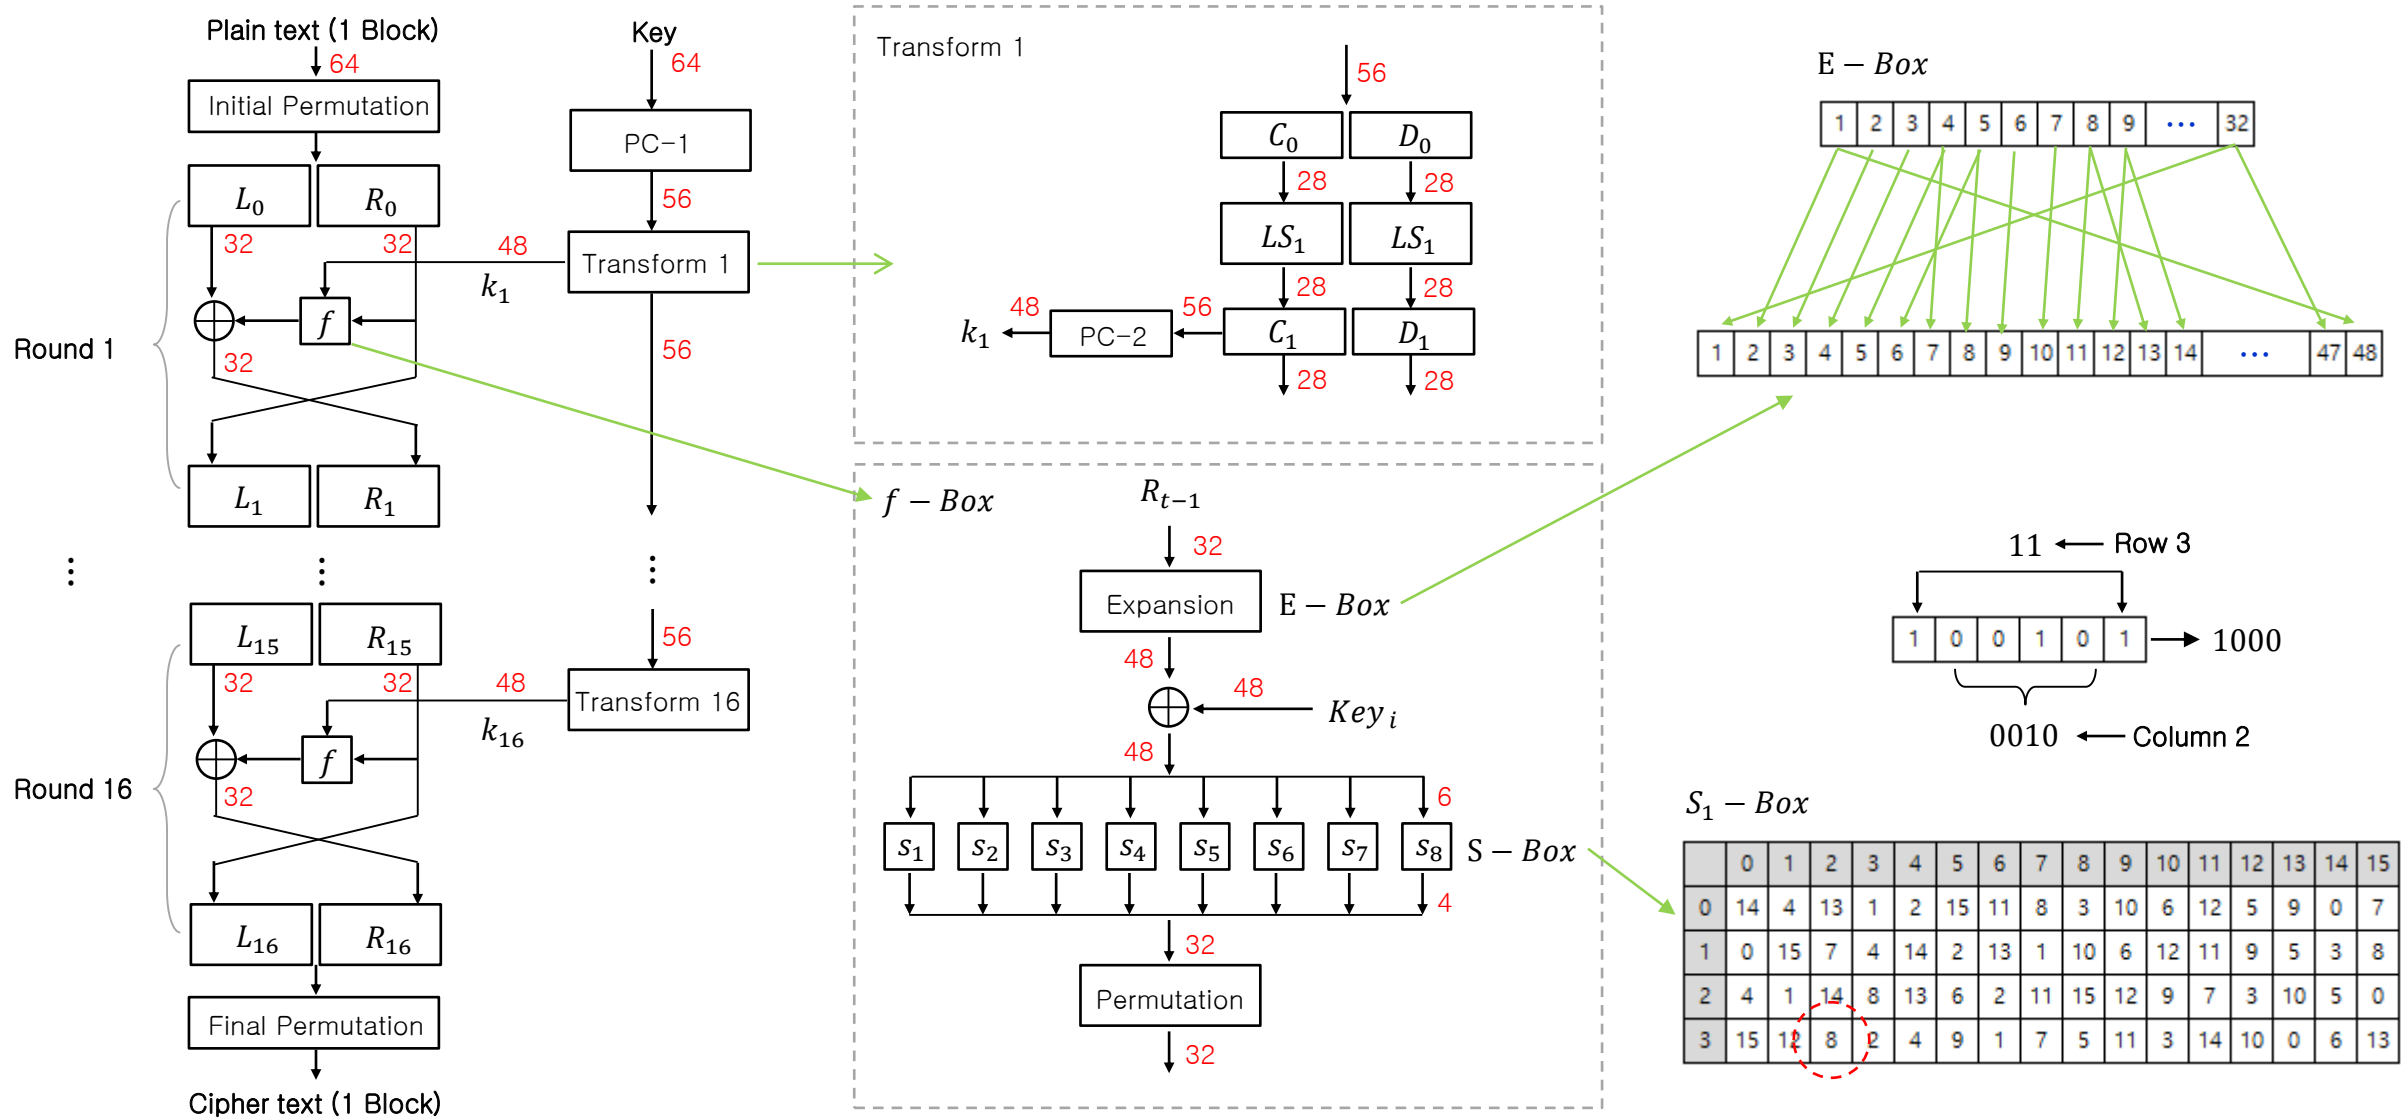 Plain text (1 Block)
64
Initial Permutation
L0 R0
32 32
f
32
Round 1
L1 R1
⋮ ⋮ ⋮
L15 R15
32 32
f
32
Round 16
L16 R16
Final Permutation
Cipher text (1 Block)
Key
64
PC-1
56
48
k1
Transform 1
56
56
48
k16
Transform 16
Transform 1
56
C0 D0
28 28
LS1 LS1
28 28
48 56
k1 PC-2 C1 D1
28 28
f − Box
Rt−1
32
Expansion E − Box
48
48
Key i
48
6
s1 s2 s3 s4 s5 s6 s7 s8 S − Box
4
32
Permutation
32
E − Box
1 2 3 4 5 6 7 8 9 ⋯ 32
1 2 3 4 5 6 7 8 9 10 11 12 13 14 ⋯ 47 48
11 Row 3
1 0 0 1 0 1 1000
0010 Column 2
S1 − Box
0 1 2 3 4 5 6 7 8 9 10 11 12 13 14 15
0 14 4 13 1 2 15 11 8 3 10 6 12 5 9 0 7
1 0 15 7 4 14 2 13 1 10 6 12 11 9 5 3 8
2 4 1 14 8 13 6 2 11 15 12 9 7 3 10 5 0
3 15 12 8 2 4 9 1 7 5 11 3 14 10 0 6 13